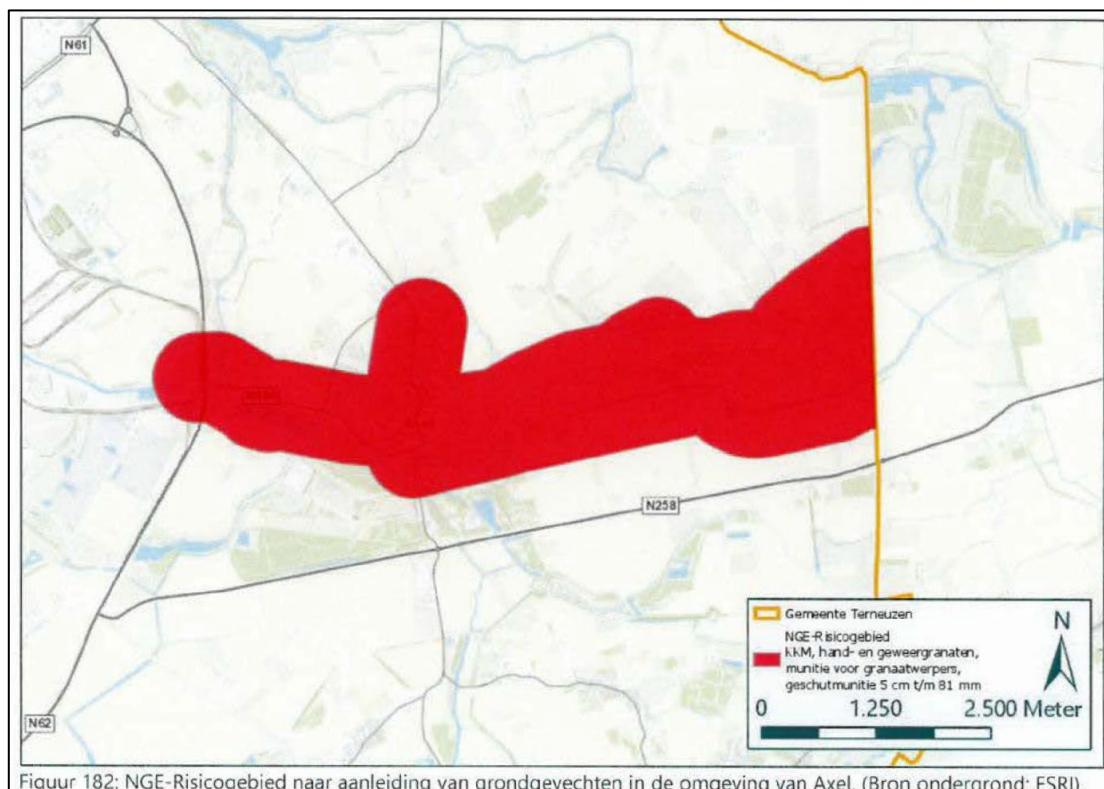 N61
N258
N62
Gemeente Terneuzen
NGE-Risicogebied
KKM, hand- en geweergranaten,
munitie voor granaatwerpers,
geschutmunitie 5 cm t/m 81 mm
N
0 1.250 2.500 Meter
Figuur 182: NGE-Risicogebied naar aanleiding van grondgevechten in de omgeving van Axel. (Bron ondergrond: ESRI).